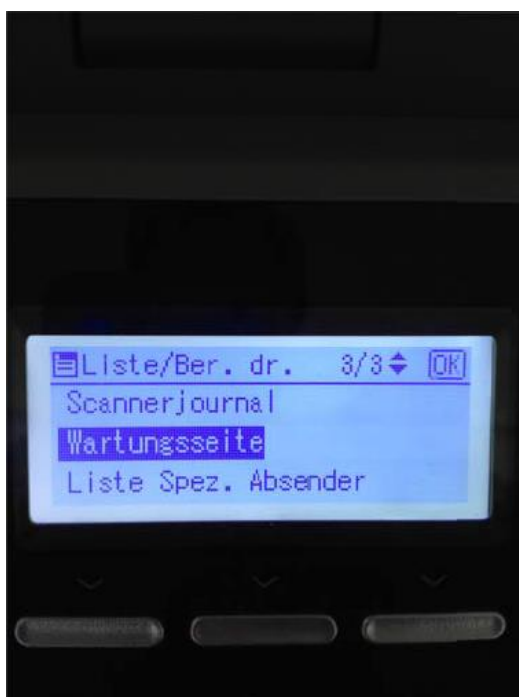 Liste/Ber. dr. 3/3 OK
Scannerjournal
Wartungsseite
Liste Spez. Absender